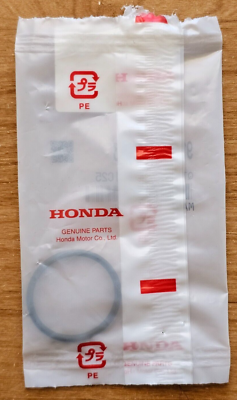 プラ
PE
HONDA
GENUINE PARTS
Honda Motor Co., Ltd.
プラ
PE